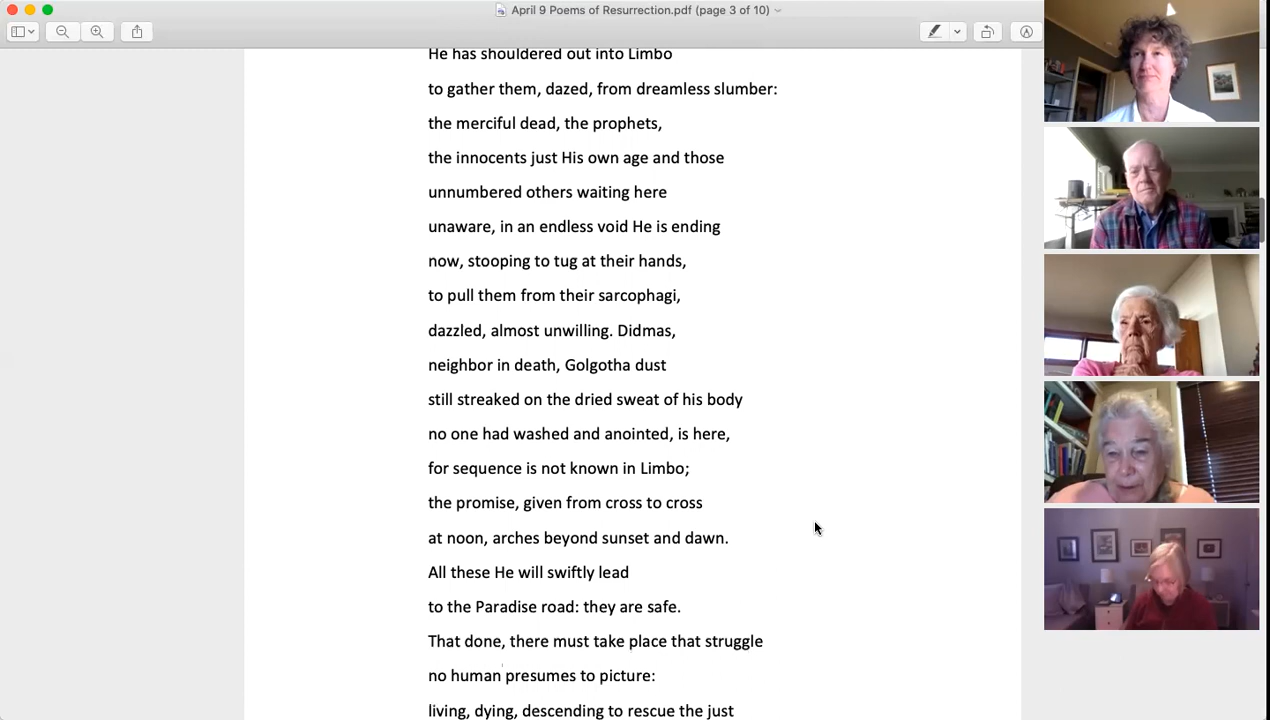 April 9 Poems of Resurrection.pdf (page 3 of 10)
He has shouldered out into Limbo
to gather them, dazed, from dreamless slumber:
the merciful dead, the prophets,
the innocents just His own age and those
unnumbered others waiting here
unaware, in an endless void He is ending
now, stooping to tug at their hands,
to pull them from their sarcophagi,
dazzled, almost unwilling. Didmas,
neighbor in death, Golgotha dust
still streaked on the dried sweat of his body
no one had washed and anointed, is here,
for sequence is not known in Limbo;
the promise, given from cross to cross
at noon, arches beyond sunset and dawn.
All these He will swiftly lead
to the Paradise road: they are safe.
That done, there must take place that struggle
no human presumes to picture:
living, dying, descending to rescue the just